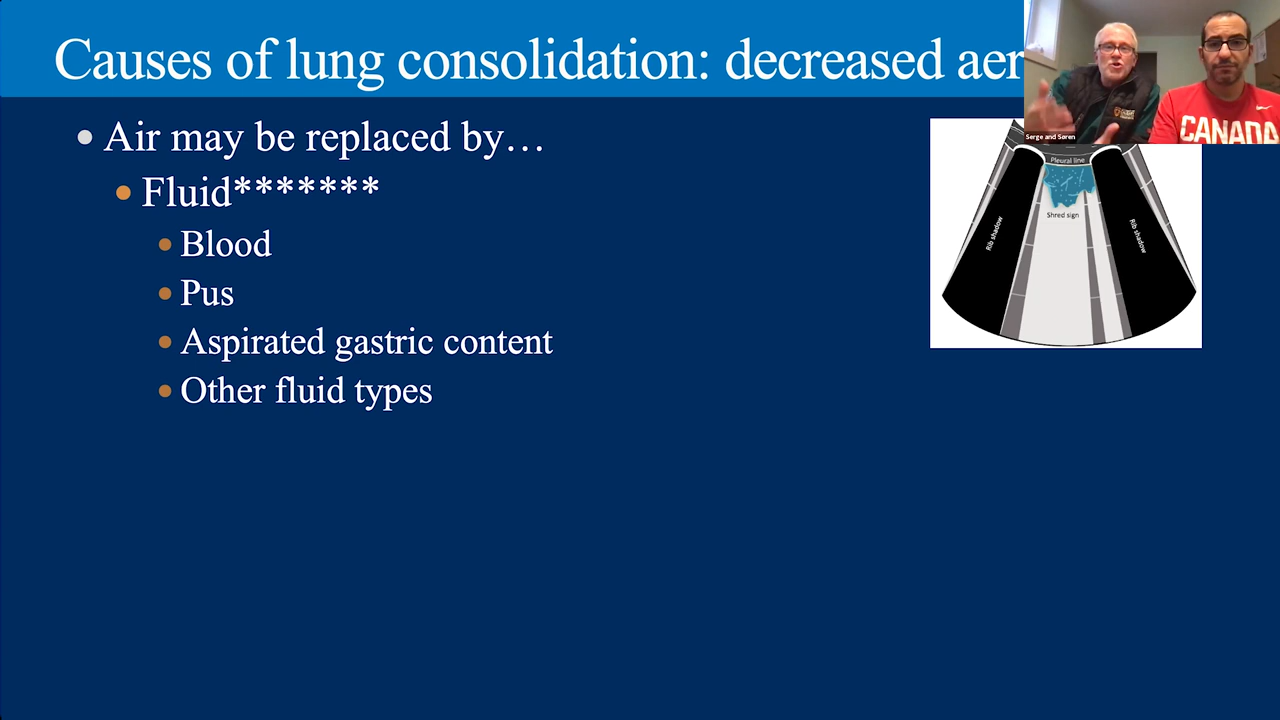 Causes of lung consolidation: decreased aer
Serge and Søren
CANADA
Air may be replaced by…
Fluid*******
Blood
Pus
Aspirated gastric content
Other fluid types
Pleural line
Shred sign
Rib shadow
Rib shadow